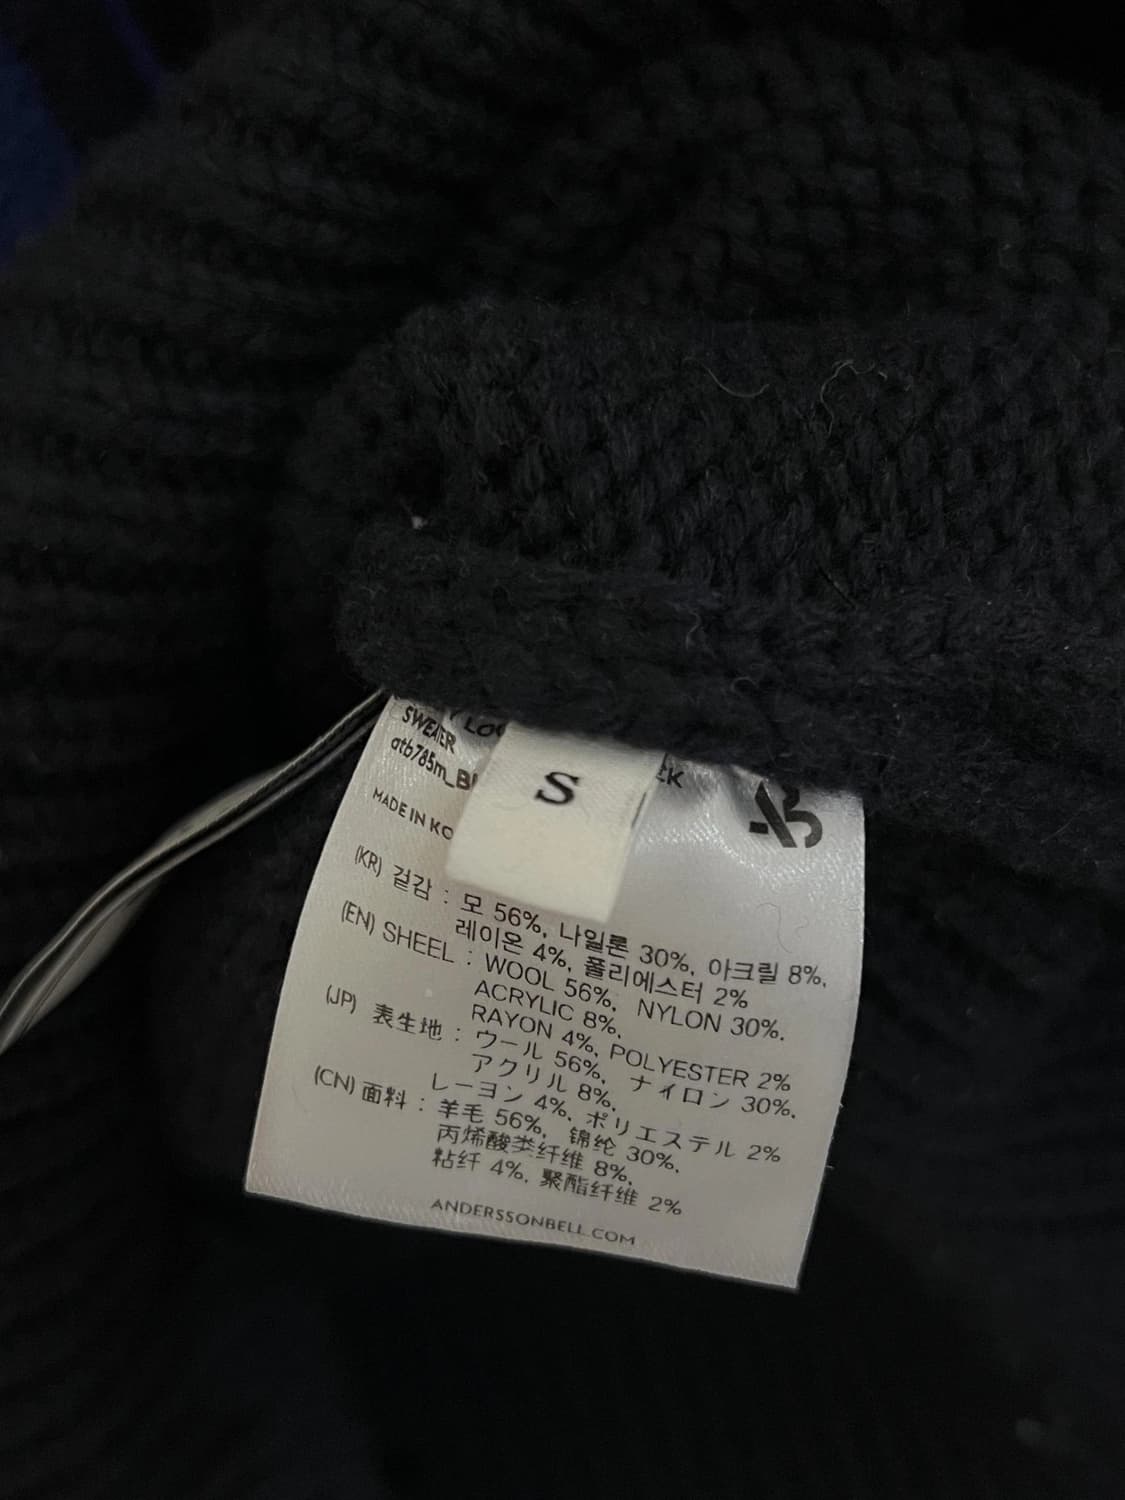 SWEATER
S
atb785m_
MADE IN
(KR) 겉감 : 모 56%, 나일론 30%, 아크릴 8%,
레이온 4%, 폴리에스터 2%
(EN) SHEEL : WOOL 56%, NYLON 30%.
ACRYLIC 8%.
RAYON 4%, POLYESTER 2%
(JP) 表生地 : ウール 56%, ナイロン 30%.
アクリル 8%.
レーヨン 4%. ポリエステル 2%
(CN) 面料 : 羊毛 56%, 锦纶 30%.
丙烯酸类纤维 8%,
粘纤 4%, 聚酯纤维 2%
ANDERSSONBELL.COM